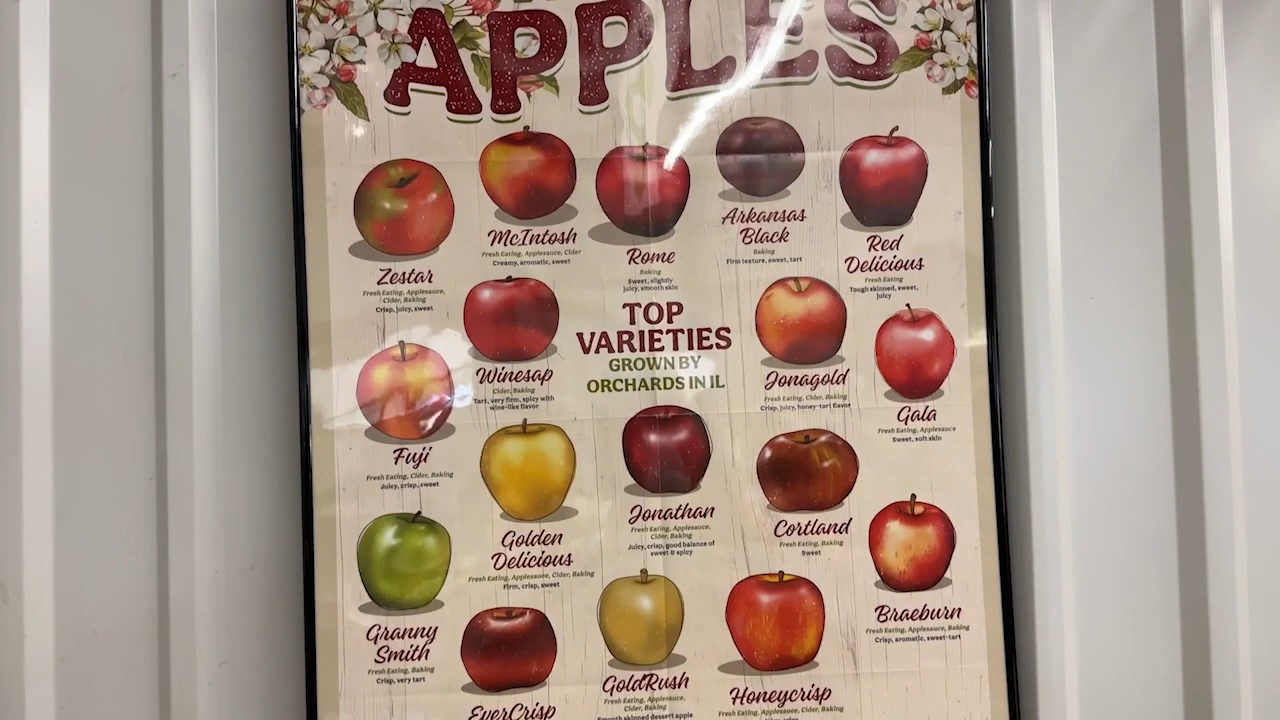 APPLES
McIntosh
Fresh Eating, Applesauce, Cider
Creamy, aromatic, sweet
Rome
Baking
Sweet, slightly
juicy, smooth skin
Arkansas
Black
Baking
Firm texture, sweet, tart
Red
Delicious
Fresh Eating
Tough skinned, sweet,
juicy
Zestar
Fresh Eating, Applesauce,
Cider, Baking
Crisp, juicy, sweet
TOP
VARIETIES
GROWN BY
ORCHARDS IN IL
Winesap
Cider, Baking
Tart, very firm, spicy with
wine-like flavor
Jonagold
Fresh Eating, Cider, Baking
Crisp, juicy, honey-tart flavor
Gala
Fresh Eating, Applesauce
Sweet, soft skin
Fuji
Fresh Eating, Cider, Baking
Juicy, crisp, sweet
Golden
Delicious
Fresh Eating, Applesauce, Cider, Baking
Firm, crisp, sweet
Jonathan
Fresh Eating, Applesauce,
Cider, Baking
Juicy, crisp, good balance of
sweet & spicy
Cortland
Fresh Eating, Baking
Sweet
Braeburn
Fresh Eating, Applesauce, Baking
Crisp, aromatic, sweet-tart
Granny
Smith
Fresh Eating, Baking
Crisp, very tart
EverCrisp
GoldRush
Fresh Eating, Applesauce,
Cider, Baking
Smooth skinned dessert apple
Honeycrisp
Fresh Eating, Applesauce, Cider, Baking